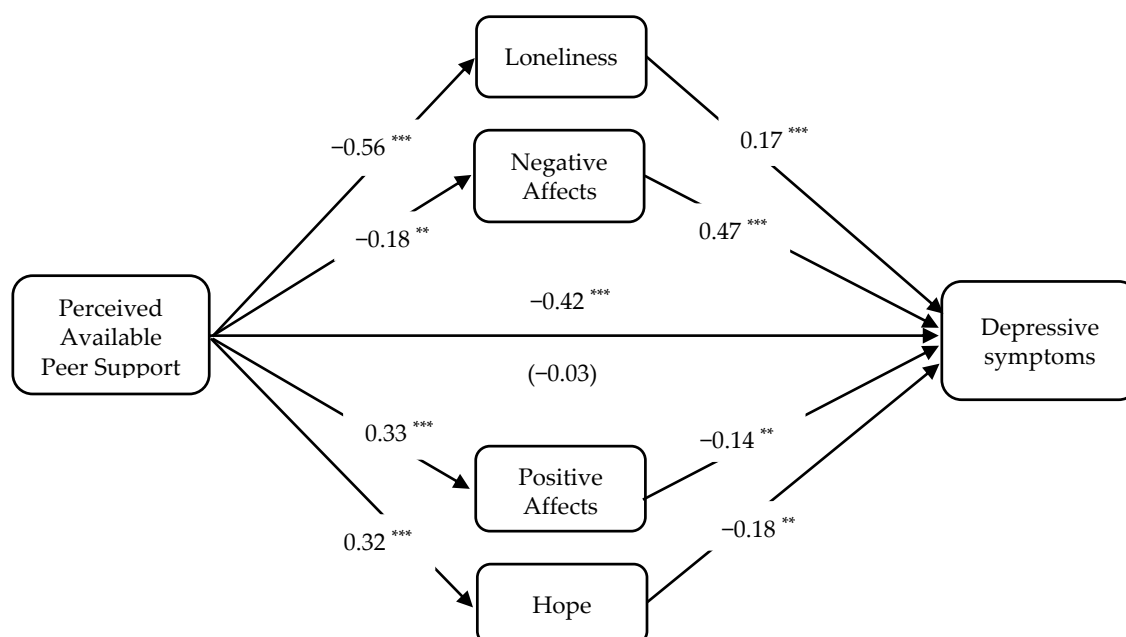 Loneliness
−0.56 ***
0.17 ***
Negative
Affects
−0.18 **
0.47 ***
Perceived
Available
Peer Support
−0.42 ***
(−0.03)
Depressive
symptoms
0.33 ***
−0.14 **
Positive
Affects
0.32 ***
−0.18 **
Hope